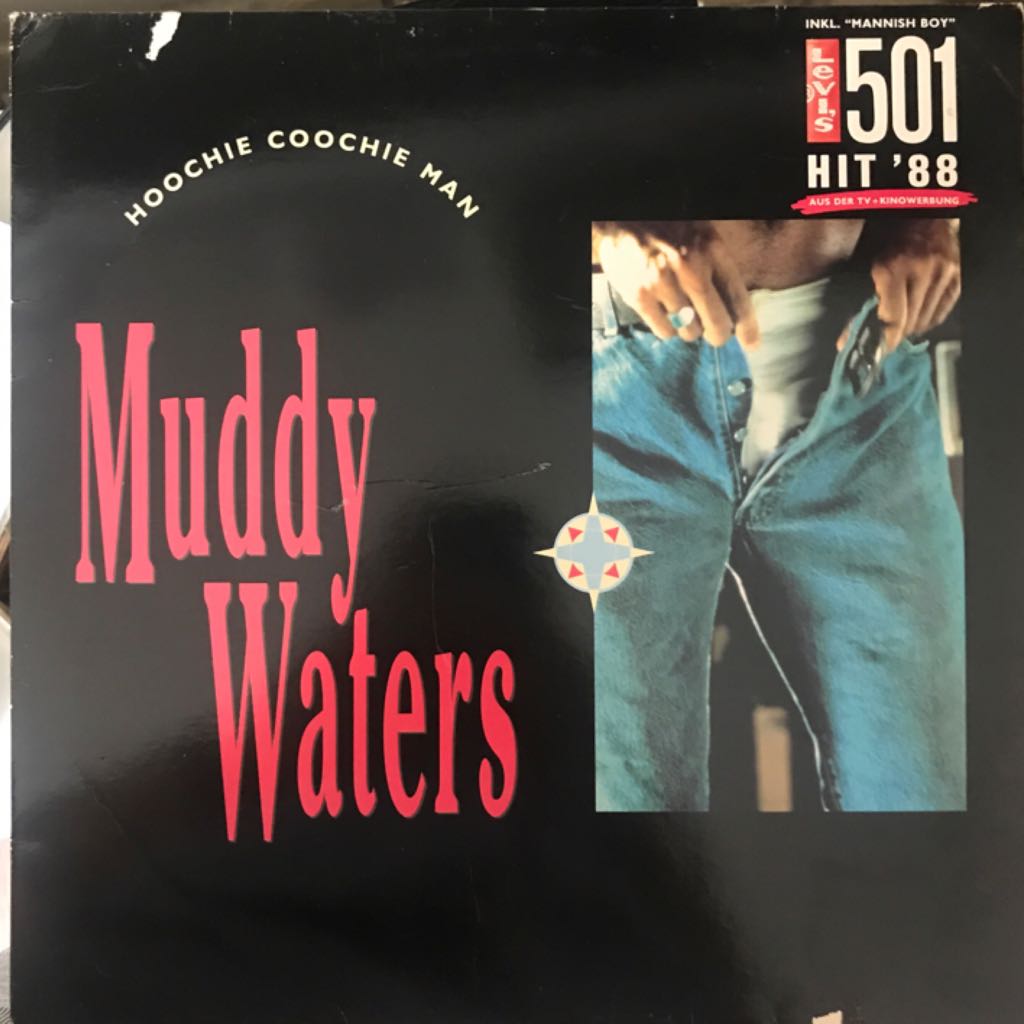 INKL. "MANNISH BOY"
Levi's 501
HIT '88
AUS DER TV + KINOWERBUNG
HOOCHIE COOCHIE MAN
Muddy
Waters